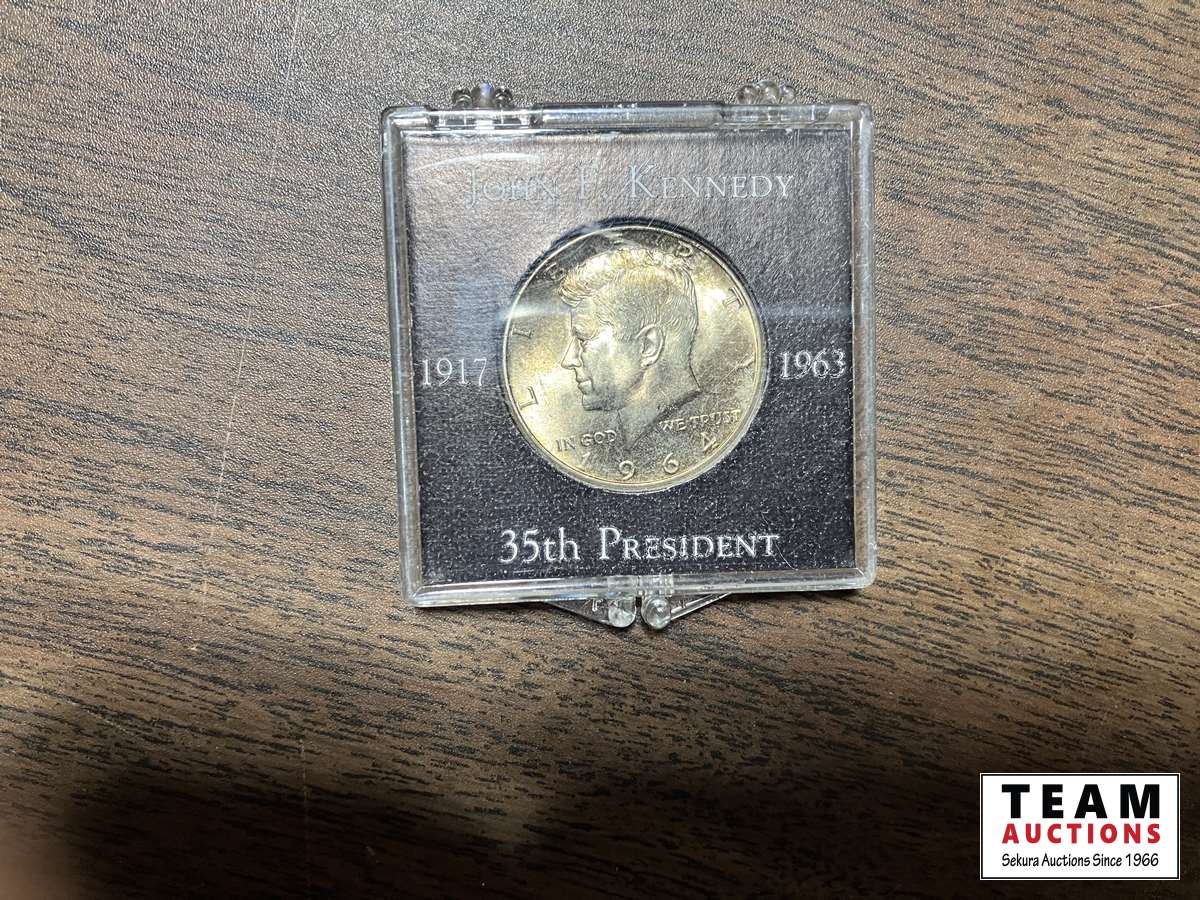 JOHN F. KENNEDY
LIBERTY
1917
1963
IN GOD WE TRUST
1964
35th PRESIDENT
TEAM
AUCTIONS
Sekura Auctions Since 1966